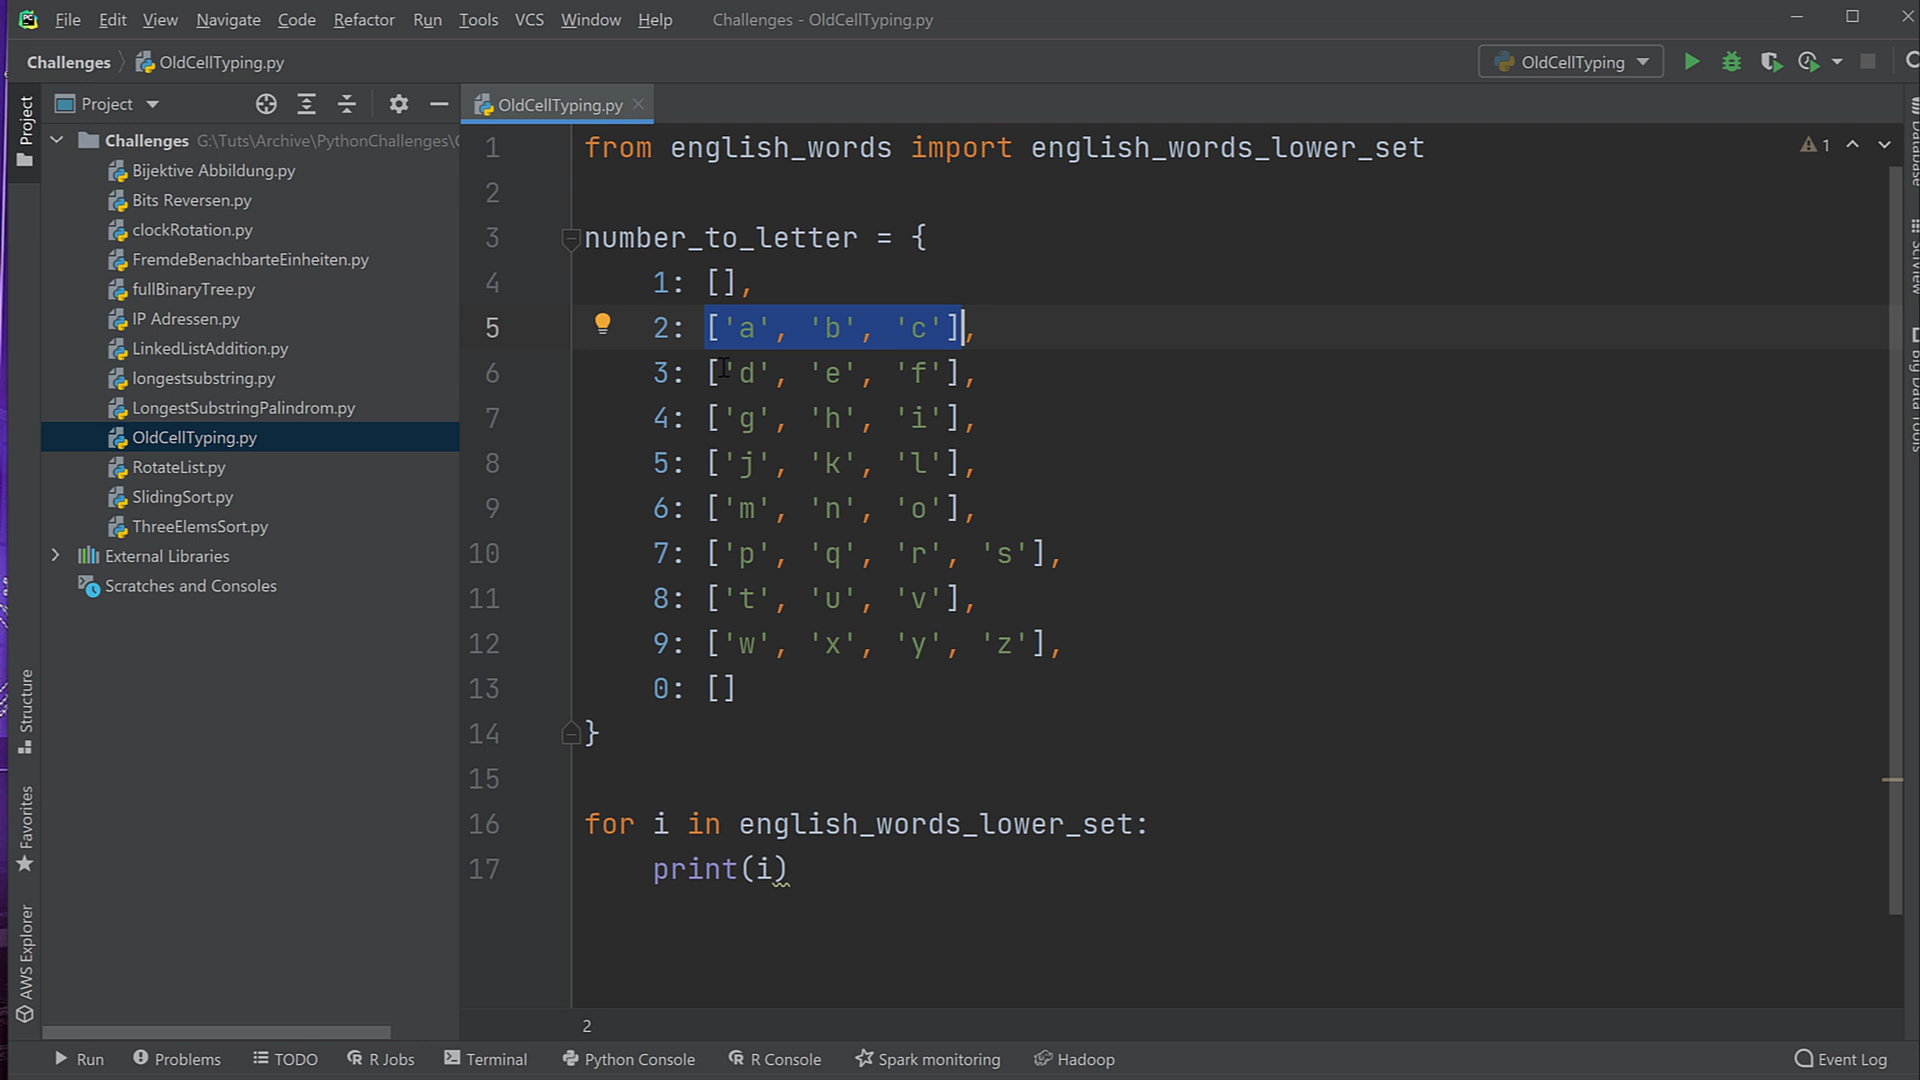 File Edit View Navigate Code Refactor Run Tools VCS Window Help Challenges - OldCellTyping.py
Challenges OldCellTyping.py OldCellTyping
Project OldCellTyping.py
Project
Challenges G:\Tuts\Archive\PythonChallenges\
Bijektive Abbildung.py
Bits Reversen.py
clockRotation.py
FremdeBenachbarteEinheiten.py
fullBinaryTree.py
IP Adressen.py
LinkedListAddition.py
longestsubstring.py
LongestSubstringPalindrom.py
OldCellTyping.py
RotateList.py
SlidingSort.py
ThreeElemsSort.py
External Libraries
Scratches and Consoles
Structure
Favorites
AWS Explorer
1 from english_words import english_words_lower_set
2
3 number_to_letter = {
4 1: [],
5 2: ['a', 'b', 'c'],
6 3: ['d', 'e', 'f'],
7 4: ['g', 'h', 'i'],
8 5: ['j', 'k', 'l'],
9 6: ['m', 'n', 'o'],
10 7: ['p', 'q', 'r', 's'],
11 8: ['t', 'u', 'v'],
12 9: ['w', 'x', 'y', 'z'],
13 0: []
14 }
15
16 for i in english_words_lower_set:
17 print(i)
1
Database
SciView
Big Data Tools
2
Run Problems TODO R Jobs Terminal Python Console R Console Spark monitoring Hadoop Event Log